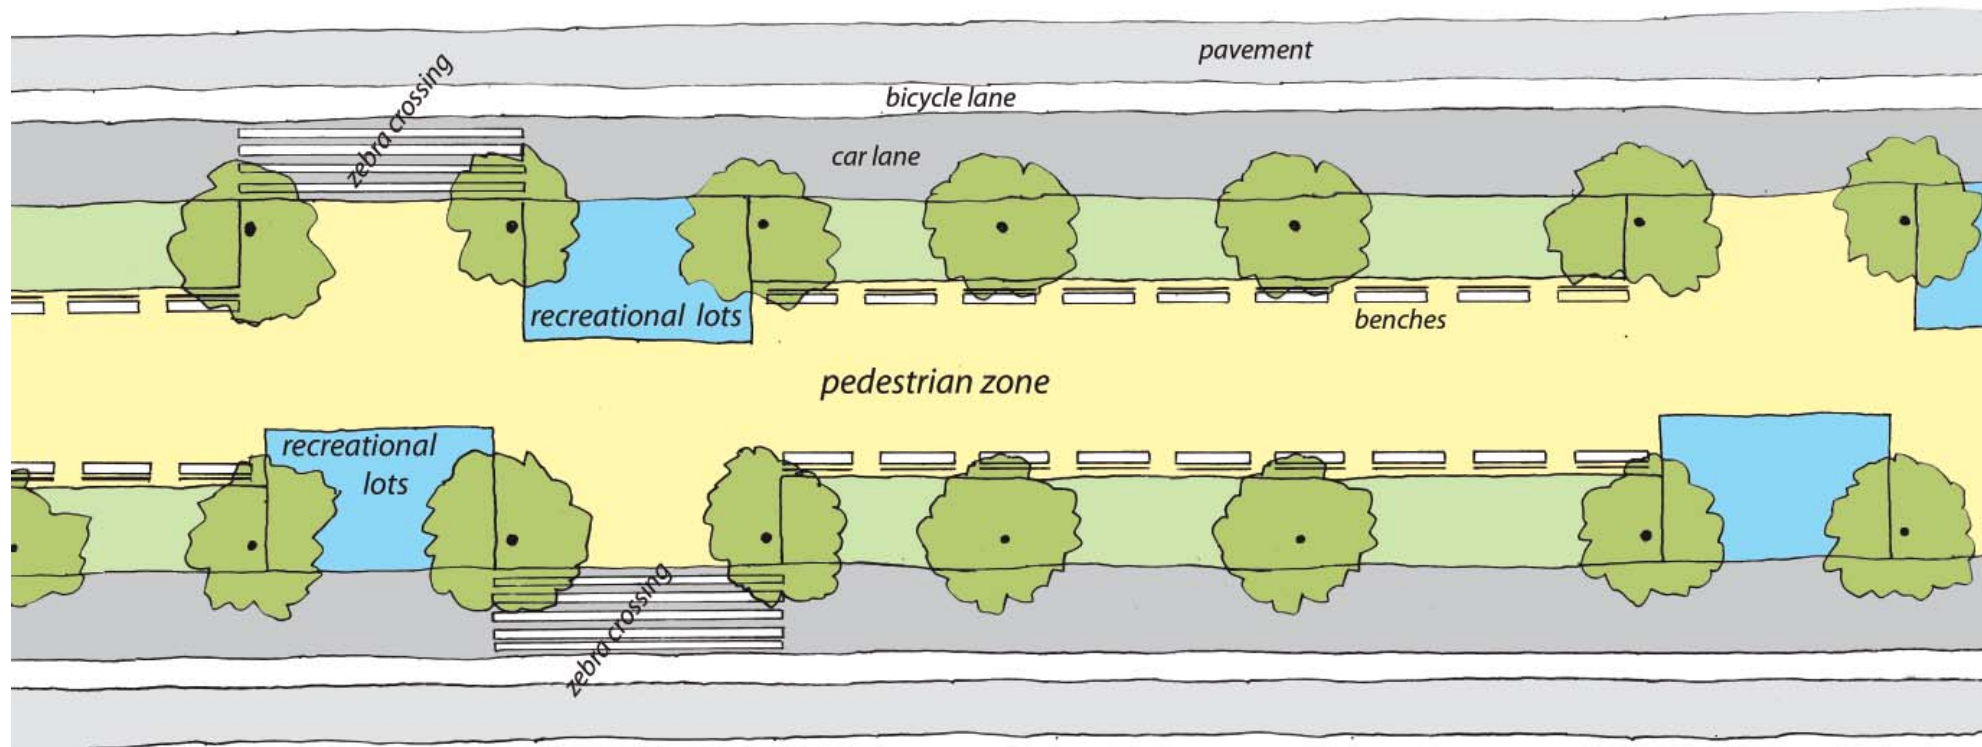 pavement
bicycle lane
zebra crossing
car lane
recreational lots
benches
pedestrian zone
recreational
lots
zebra crossing